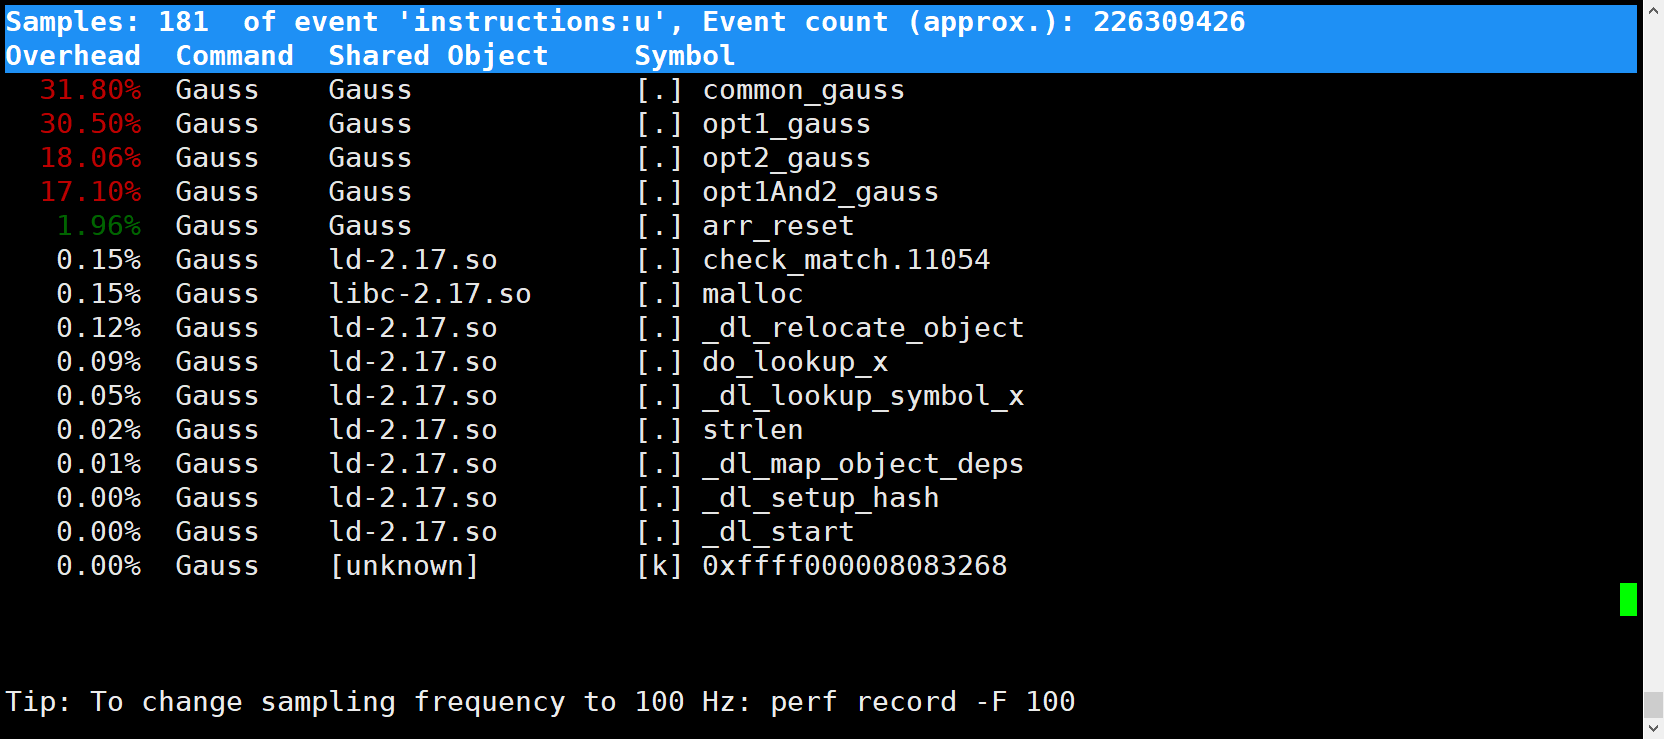 Samples: 181  of event 'instructions:u', Event count (approx.): 226309426
Overhead  Command  Shared Object     Symbol
  31.80%  Gauss    Gauss             [.] common_gauss
  30.50%  Gauss    Gauss             [.] opt1_gauss
  18.06%  Gauss    Gauss             [.] opt2_gauss
  17.10%  Gauss    Gauss             [.] opt1And2_gauss
   1.96%  Gauss    Gauss             [.] arr_reset
   0.15%  Gauss    ld-2.17.so        [.] check_match.11054
   0.15%  Gauss    libc-2.17.so      [.] malloc
   0.12%  Gauss    ld-2.17.so        [.] _dl_relocate_object
   0.09%  Gauss    ld-2.17.so        [.] do_lookup_x
   0.05%  Gauss    ld-2.17.so        [.] _dl_lookup_symbol_x
   0.02%  Gauss    ld-2.17.so        [.] strlen
   0.01%  Gauss    ld-2.17.so        [.] _dl_map_object_deps
   0.00%  Gauss    ld-2.17.so        [.] _dl_setup_hash
   0.00%  Gauss    ld-2.17.so        [.] _dl_start
   0.00%  Gauss    [unknown]         [k] 0xffff000008083268
Tip: To change sampling frequency to 100 Hz: perf record -F 100